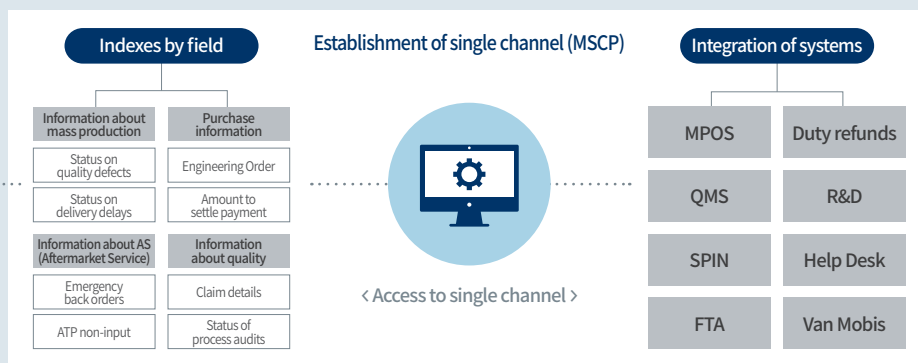 Indexes by field
Establishment of single channel (MSCP)
Integration of systems
Information about
mass production
Purchase
information
Status on
quality defects
Engineering Order
Status on
delivery delays
Amount to
settle payment
Information about AS
(Aftermarket Service)
Information
about quality
Emergency
back orders
Claim details
ATP non-input
Status of
process audits
< Access to single channel >
MPOS
Duty refunds
QMS
R&D
SPIN
Help Desk
FTA
Van Mobis